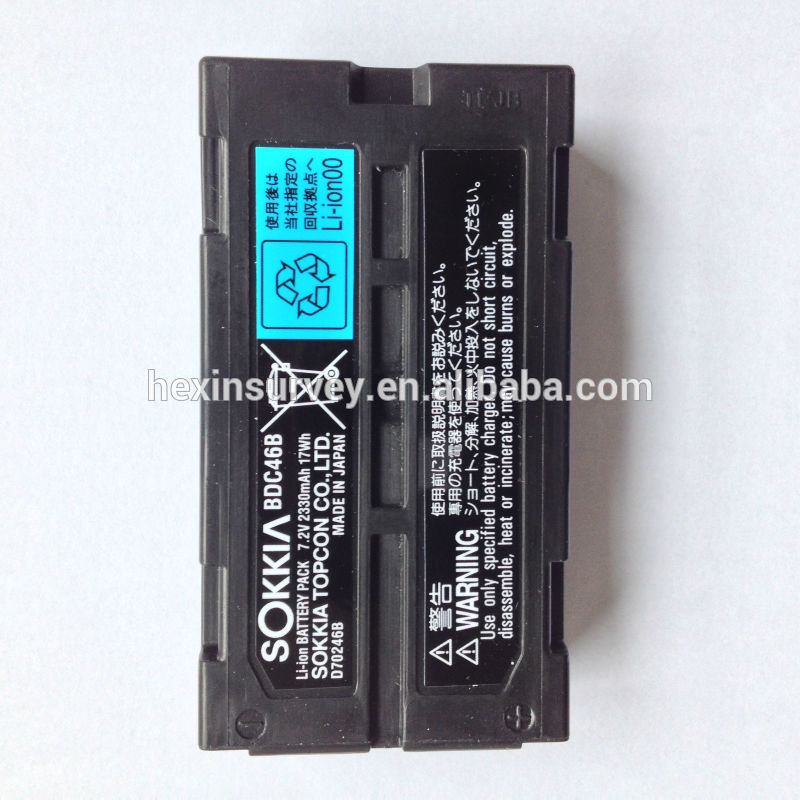 SOKKIA BDC46B
Li-ion BATTERY PACK 7.2V 2330mAh 17Wh
SOKKIA TOPCON CO.,LTD.
D70246B MADE IN JAPAN
使用後は
当社指定の
回収拠点へ
Li-ion00
警告
使用前に取扱説明書をお読みください。
専用の充電器を使ください。
WARNING ショート、分解、加熱、火中投入をしないでください。
Use only specified battery charger. Do not short circuit,
disassemble, heat or incinerate; may cause burns or explode.
hexinsurvey.en.alibaba.com